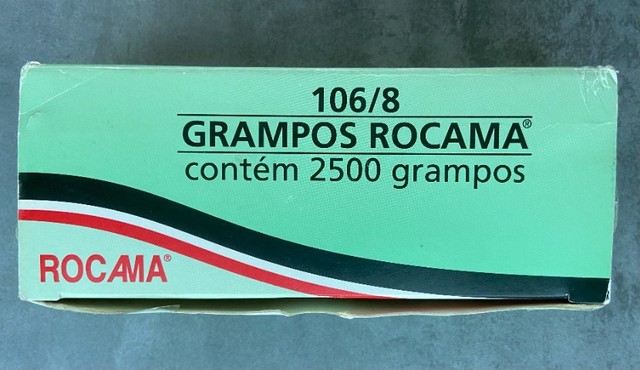 106/8
GRAMPOS ROCAMA®
contém 2500 grampos
ROCAMA®